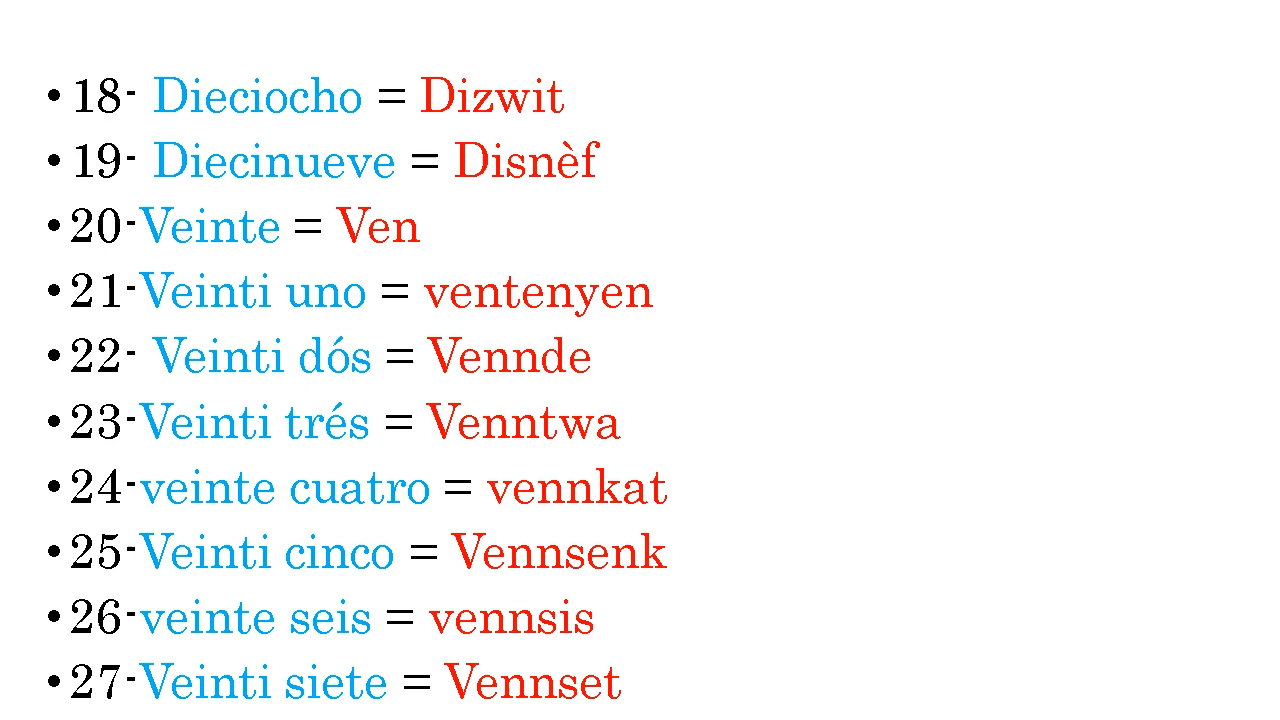 • 18- Dieciocho = Dizwit
• 19- Diecinueve = Disnèf
• 20-Veinte = Ven
• 21-Veinti uno = ventenyen
• 22- Veinti dós = Vennde
• 23-Veinti trés = Venntwa
• 24-veinte cuatro = vennkat
• 25-Veinti cinco = Vennsenk
• 26-veinte seis = vennsis
• 27-Veinti siete = Vennset